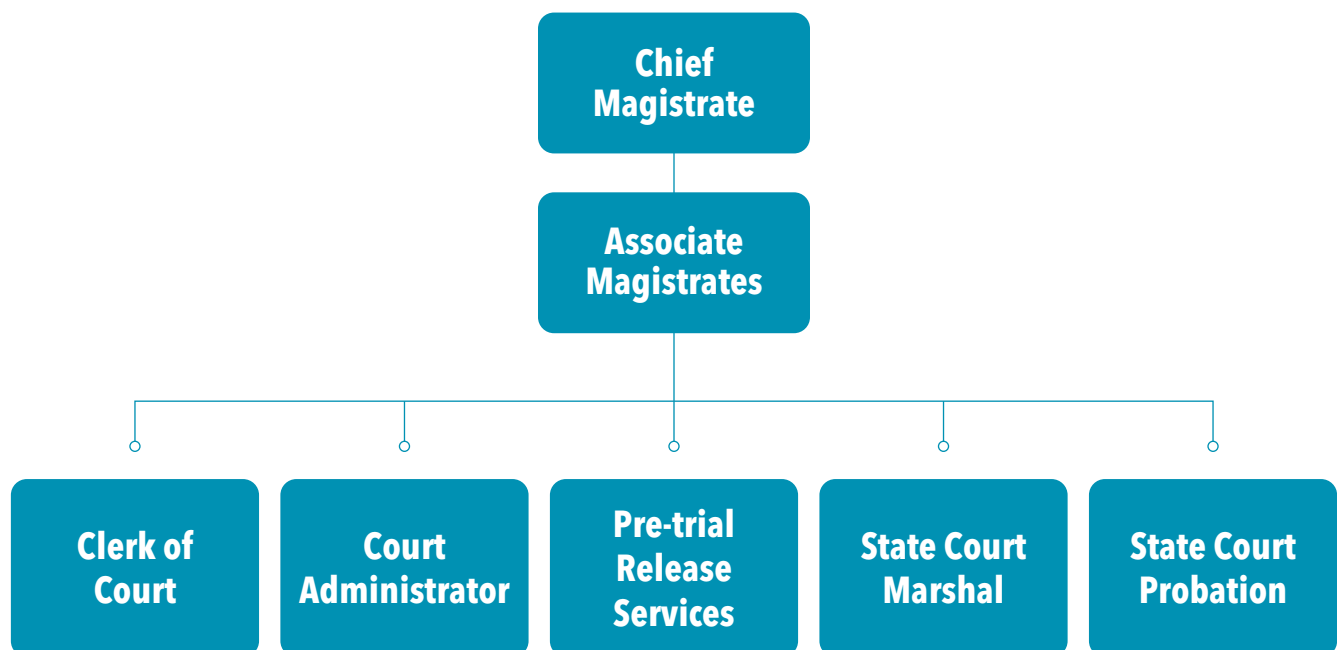 Chief
Magistrate
Associate
Magistrates
Clerk of
Court
Court
Administrator
Pre-trial
Release
Services
State Court
Marshal
State Court
Probation